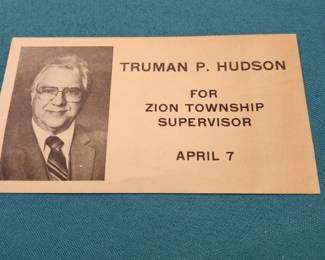 TRUMAN P. HUDSON
FOR
ZION TOWNSHIP
SUPERVISOR
APRIL 7